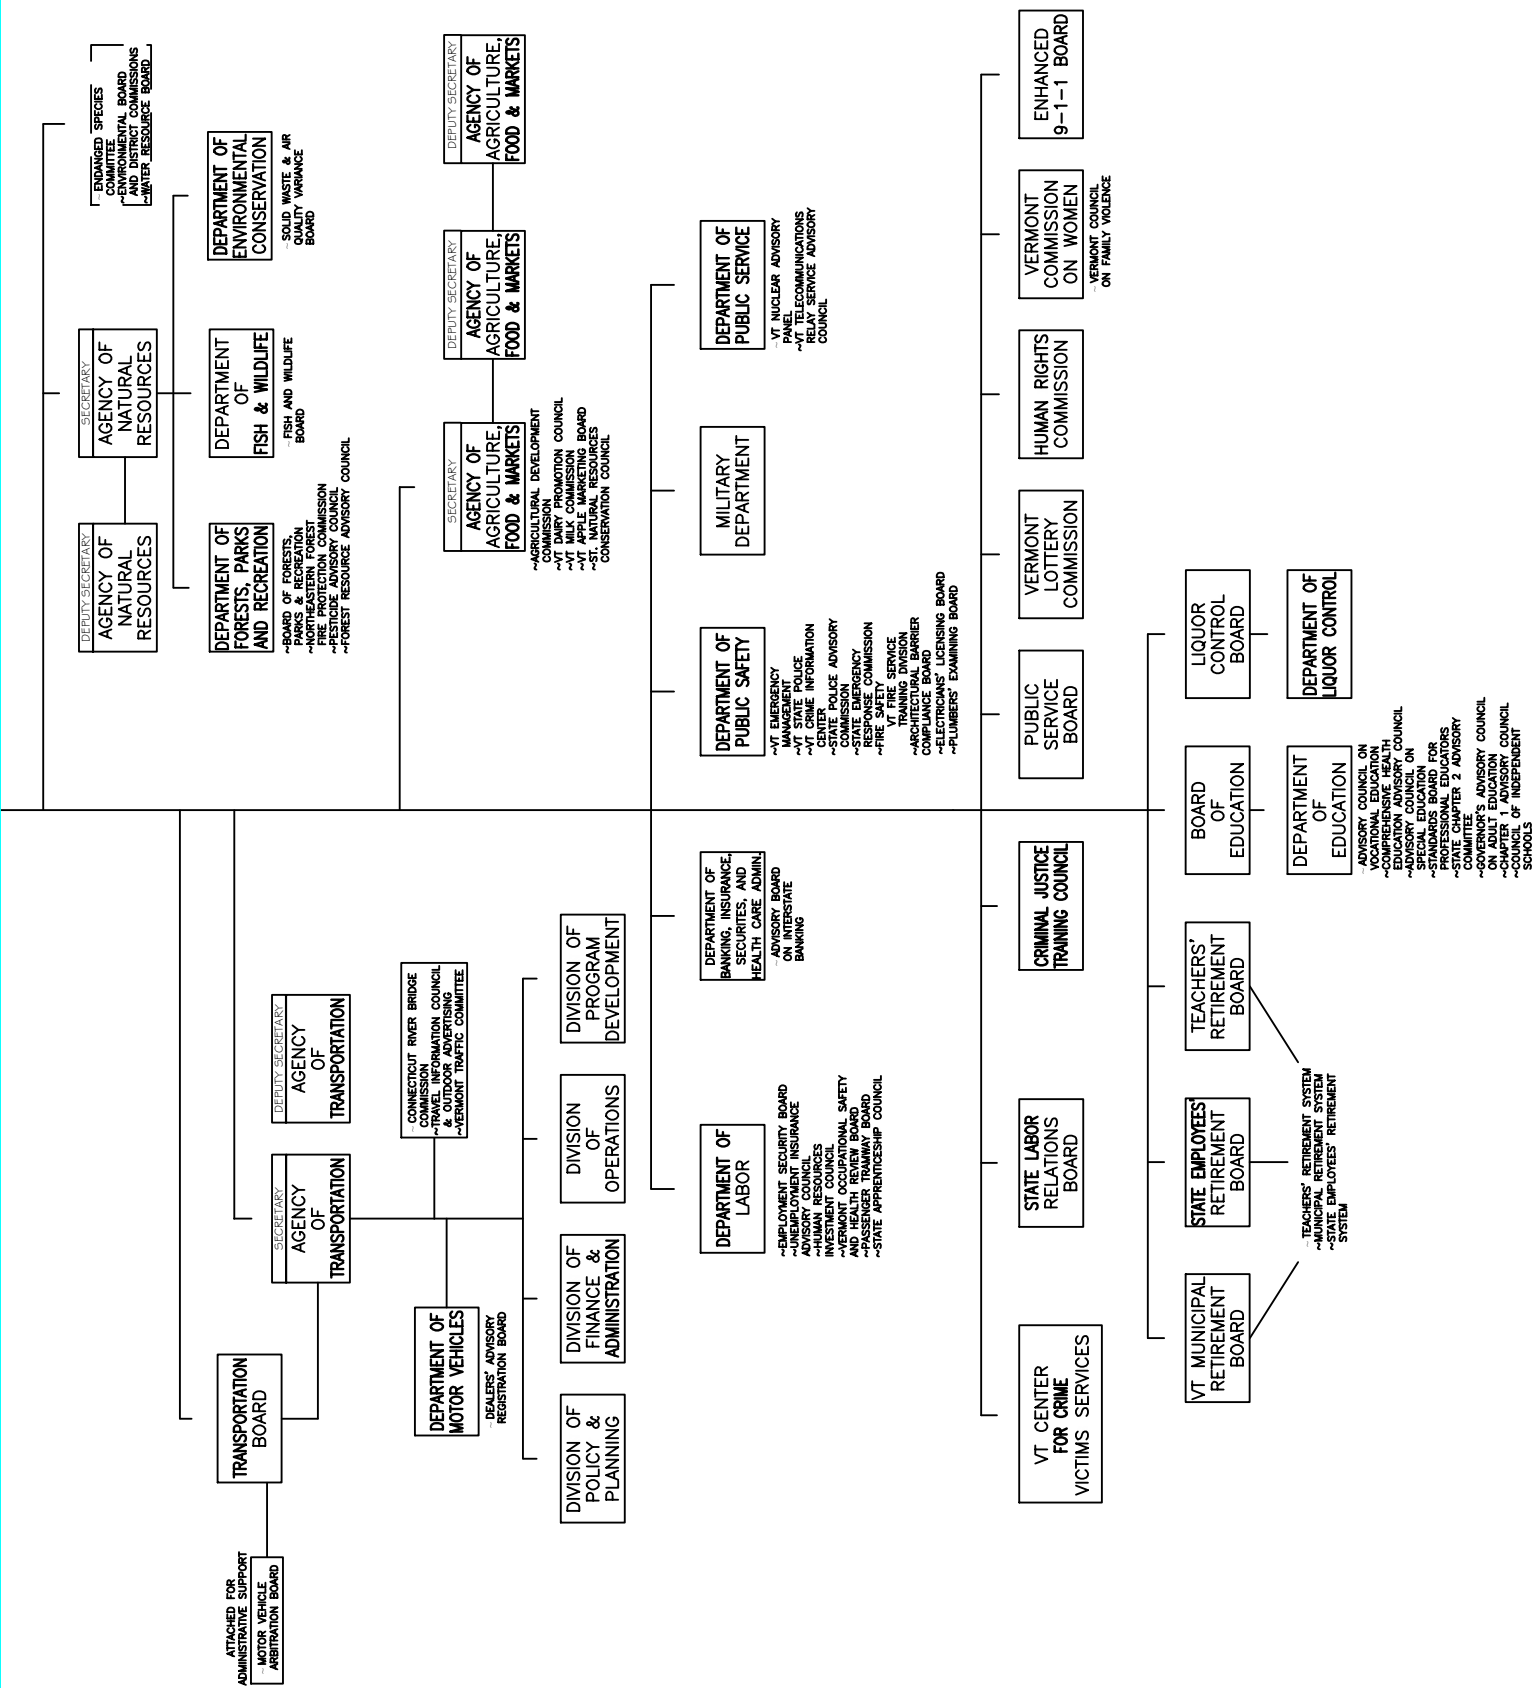 ~ ENDANGED SPECIES
COMMITTEE
~ENVIRONMENTAL BOARD
AND DISTRICT COMMISSIONS
~WATER RESOURCE BOARD
DEPUTY SECRETARY
AGENCY OF
NATURAL
RESOURCES
SECRETARY
AGENCY OF
NATURAL
RESOURCES
DEPARTMENT OF
FORESTS, PARKS
AND RECREATION
~BOARD OF FORESTS,
PARKS & RECREATION
~NORTHEASTERN FOREST
FIRE PROTECTION COMMISSION
~PESTICIDE ADVISORY COUNCIL
~FOREST RESOURCE ADVISORY COUNCIL
DEPARTMENT
OF
FISH & WILDLIFE
~ FISH AND WILDLIFE
BOARD
DEPARTMENT OF
ENVIRONMENTAL
CONSERVATION
~ SOLID WASTE & AIR
QUALITY VARIANCE
BOARD
ATTACHED FOR
ADMINISTRATIVE SUPPORT
~ MOTOR VEHICLE
ARBITRATION BOARD
TRANSPORTATION
BOARD
SECRETARY
AGENCY
OF
TRANSPORTATION
DEPUTY SECRETARY
AGENCY
OF
TRANSPORTATION
~ CONNECTICUT RIVER BRIDGE
COMMISSION
~TRAVEL INFORMATION COUNCIL
& OUTDOOR ADVERTISING
~VERMONT TRAFFIC COMMITTEE
DEPARTMENT OF
MOTOR VEHICLES
~ DEALERS' ADVISORY
REGISTRATION BOARD
DIVISION OF
POLICY &
PLANNING
DIVISION OF
FINANCE &
ADMINISTRATION
DIVISION
OF
OPERATIONS
DIVISION OF
PROGRAM
DEVELOPMENT
SECRETARY
AGENCY OF
AGRICULTURE,
FOOD & MARKETS
~AGRICULTURAL DEVELOPMENT
COMMISSION
~VT DAIRY PROMOTION COUNCIL
~VT MILK COMMISSION
~VT APPLE MARKETING BOARD
~ST. NATURAL RESOURCES
CONSERVATION COUNCIL
DEPUTY SECRETARY
AGENCY OF
AGRICULTURE,
FOOD & MARKETS
DEPUTY SECRETARY
AGENCY OF
AGRICULTURE,
FOOD & MARKETS
DEPARTMENT OF
LABOR
~EMPLOYMENT SECURITY BOARD
~UNEMPLOYMENT INSURANCE
ADVISORY COUNCIL
~HUMAN RESOURCES
INVESTMENT COUNCIL
~VERMONT OCCUPATIONAL SAFETY
AND HEALTH REVIEW BOARD
~PASSENGER TRAMWAY BOARD
~STATE APPRENTICESHIP COUNCIL
DEPARTMENT OF
BANKING, INSURANCE,
SECURITES, AND
HEALTH CARE ADMIN.
~ ADVISORY BOARD
ON INTERSTATE
BANKING
DEPARTMENT OF
PUBLIC SAFETY
~VT EMERGENCY
MANAGEMENT
~VT STATE POLICE
~VT CRIME INFORMATION
CENTER
~STATE POLICE ADVISORY
COMMISSION
~STATE EMERGENCY
RESPONSE COMMISSION
~FIRE SAFETY
VT FIRE SERVICE
TRAINING DIVISION
~ARCHITECTURAL BARRIER
COMPLIANCE BOARD
~ELECTRICIANS' LICENSING BOARD
~PLUMBERS' EXAMINING BOARD
MILITARY
DEPARTMENT
DEPARTMENT OF
PUBLIC SERVICE
~ VT NUCLEAR ADVISORY
PANEL
~VT TELECOMMUNICATIONS
RELAY SERVICE ADVISORY
COUNCIL
VT CENTER
FOR CRIME
VICTIMS SERVICES
STATE LABOR
RELATIONS
BOARD
CRIMINAL JUSTICE
TRAINING COUNCIL
PUBLIC
SERVICE
BOARD
VERMONT
LOTTERY
COMMISSION
HUMAN RIGHTS
COMMISSION
VERMONT
COMMISSION
ON WOMEN
~ VERMONT COUNCIL
ON FAMILY VIOLENCE
ENHANCED
9-1-1 BOARD
VT MUNICIPAL
RETIREMENT
BOARD
STATE EMPLOYEES'
RETIREMENT
BOARD
TEACHERS'
RETIREMENT
BOARD
~ TEACHERS' RETIREMENT SYSTEM
~MUNICIPAL RETIREMENT SYSTEM
~STATE EMPLOYEES' RETIREMENT
SYSTEM
BOARD
OF
EDUCATION
DEPARTMENT
OF
EDUCATION
~ ADVISORY COUNCIL ON
VOCATIONAL EDUCATION
~COMPREHENSIVE HEALTH
EDUCATION ADVISORY COUNCIL
~ADVISORY COUNCIL ON
SPECIAL EDUCATION
~STANDARDS BOARD FOR
PROFESSIONAL EDUCATORS
~STATE CHAPTER 2 ADVISORY
COMMITTEE
~GOVERNOR'S ADVISORY COUNCIL
ON ADULT EDUCATION
~CHAPTER 1 ADVISORY COUNCIL
~COUNCIL OF INDEPENDENT
SCHOOLS
LIQUOR
CONTROL
BOARD
DEPARTMENT OF
LIQUOR CONTROL